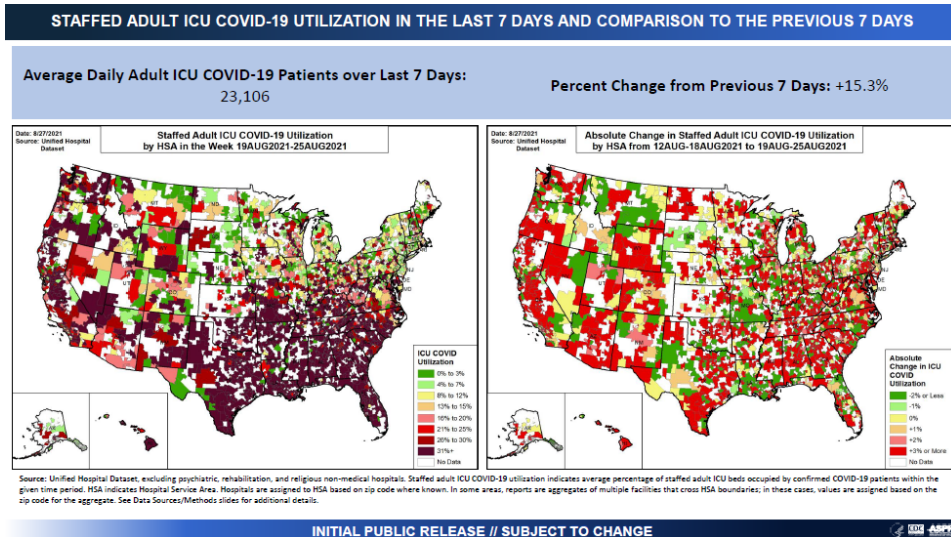 STAFFED ADULT ICU COVID-19 UTILIZATION IN THE LAST 7 DAYS AND COMPARISON TO THE PREVIOUS 7 DAYS
Average Daily Adult ICU COVID-19 Patients over Last 7 Days:
23,106
Percent Change from Previous 7 Days: +15.3%
Date: 8/27/2021
Source: Unified Hospital
Dataset
Staffed Adult ICU COVID-19 Utilization
by HSA in the Week 19AUG2021-25AUG2021
ICU COVID
Utilization
0% to 3%
4% to 7%
8% to 12%
13% to 15%
16% to 20%
21% to 25%
26% to 30%
31%+
No Data
Date: 8/27/2021
Source: Unified Hospital
Dataset
Absolute Change in Staffed Adult ICU COVID-19 Utilization
by HSA from 12AUG-18AUG2021 to 19AUG-25AUG2021
Absolute
Change in ICU
COVID
Utilization
-2% or Less
-1%
0%
+1%
+2%
+3% or More
No Data
Source: Unified Hospital Dataset, excluding psychiatric, rehabilitation, and religious non-medical hospitals. Staffed adult ICU COVID-19 utilization indicates average percentage of staffed adult ICU beds occupied by confirmed COVID-19 patients within the
given time period. HSA indicates Hospital Service Area. Hospitals are assigned to HSA based on zip code where known. In some areas, reports are aggregates of multiple facilities that cross HSA boundaries; in these cases, values are assigned based on the
zip code for the aggregate. See Data Sources/Methods slides for additional details.
INITIAL PUBLIC RELEASE // SUBJECT TO CHANGE
CDC